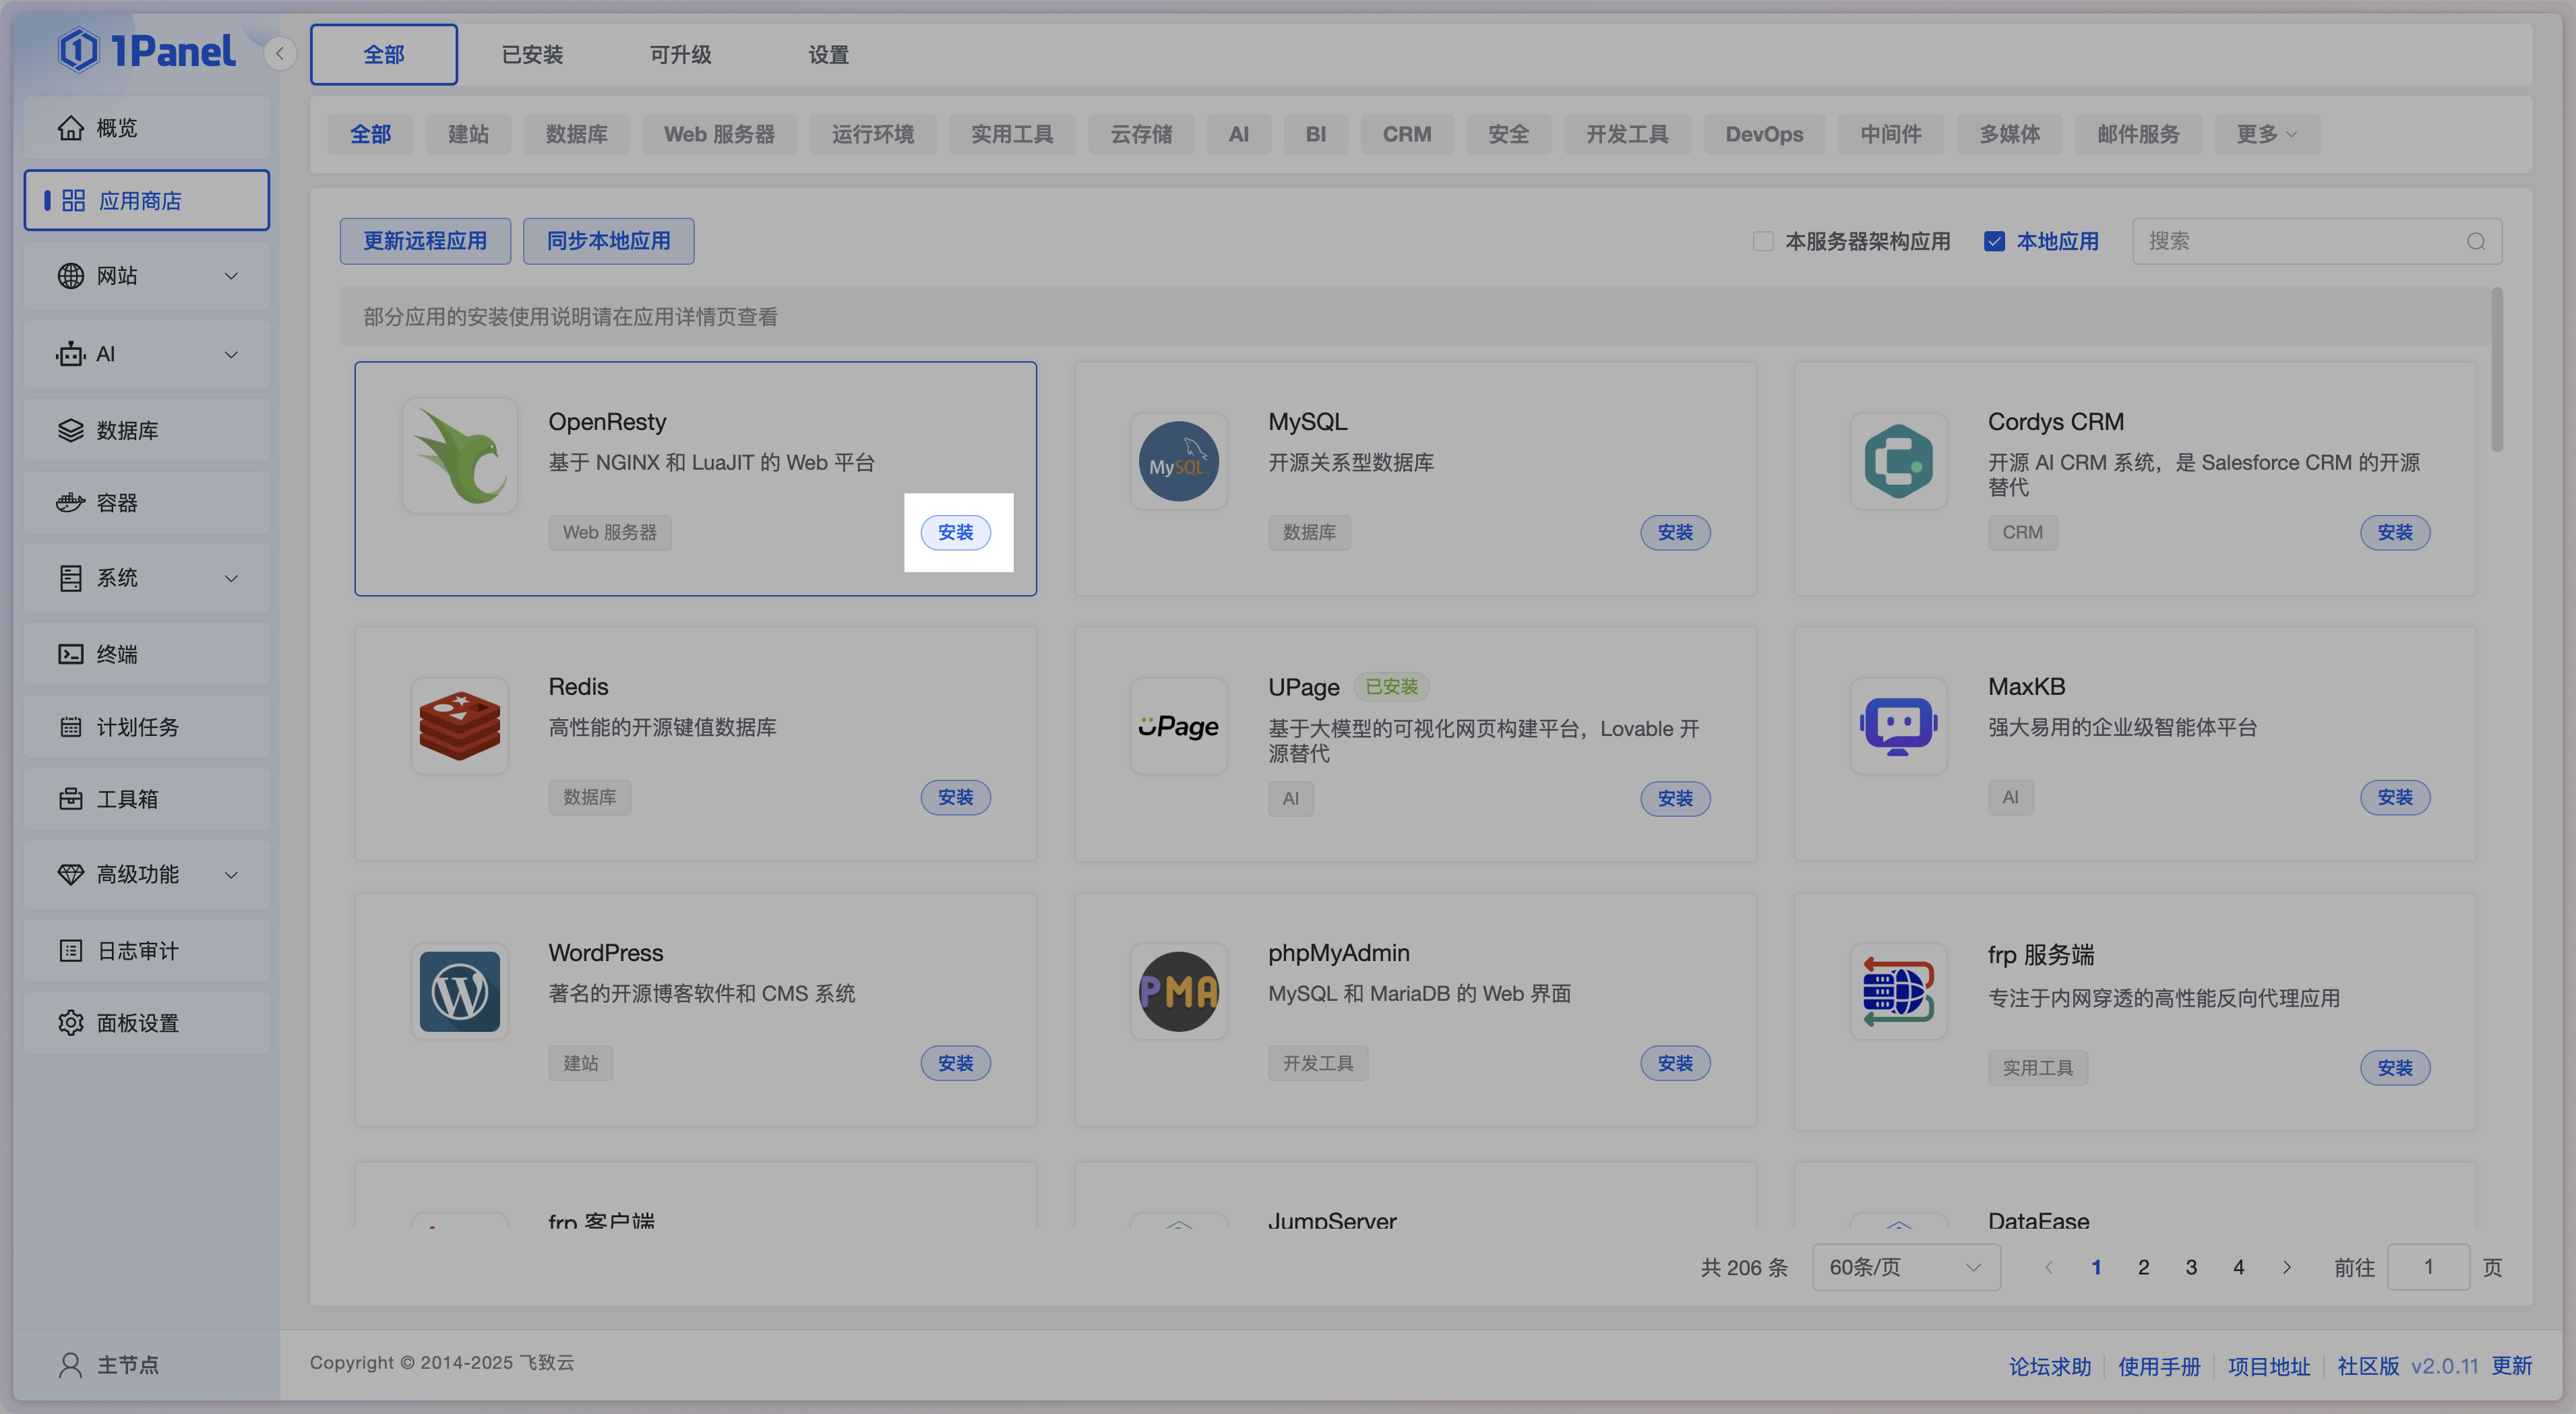 1Panel
全部
已安装
可升级
设置
概览
应用商店
网站
AI
数据库
容器
系统
终端
计划任务
工具箱
高级功能
日志审计
面板设置
主节点
全部 建站 数据库 Web 服务器 运行环境 实用工具 云存储 AI BI CRM 安全 开发工具 DevOps 中间件 多媒体 邮件服务 更多
更新远程应用 同步本地应用 本服务器架构应用 本地应用 搜索
部分应用的安装使用说明请在应用详情页查看
OpenResty
基于 NGINX 和 LuaJIT 的 Web 平台
Web 服务器 安装
MySQL
MySQL
开源关系型数据库
数据库 安装
Cordys CRM
开源 AI CRM 系统，是 Salesforce CRM 的开源
替代
CRM 安装
Redis
高性能的开源键值数据库
数据库 安装
UPage
UPage 已安装
基于大模型的可视化网页构建平台，Lovable 开
源替代
AI 安装
MaxKB
强大易用的企业级智能体平台
AI 安装
WordPress
著名的开源博客软件和 CMS 系统
建站 安装
PMA
phpMyAdmin
MySQL 和 MariaDB 的 Web 界面
开发工具 安装
frp 服务端
专注于内网穿透的高性能反向代理应用
实用工具 安装
frp 客户端
JumpServer
DataEase
共 206 条 60条/页 1 2 3 4 前往 1 页
Copyright © 2014-2025 飞致云
论坛求助 使用手册 项目地址 社区版 v2.0.11 更新